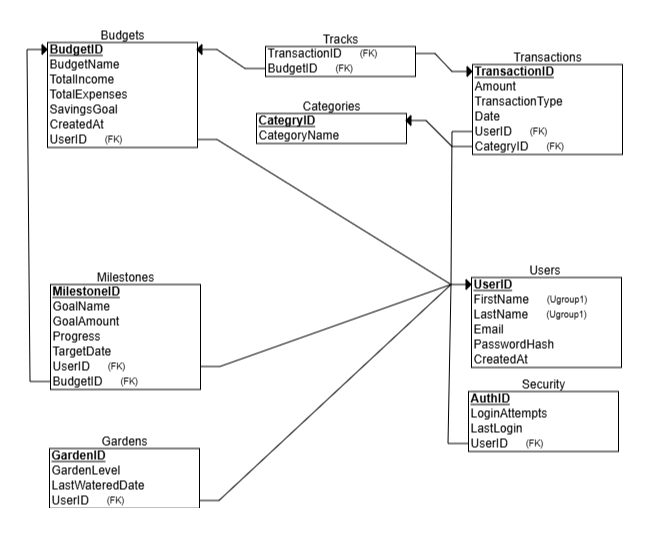 Budgets
BudgetID
BudgetName
TotalIncome
TotalExpenses
SavingsGoal
CreatedAt
UserID (FK)
Tracks
TransactionID (FK)
BudgetID (FK)
Categories
CategryID
CategoryName
Transactions
TransactionID
Amount
TransactionType
Date
UserID (FK)
CategryID (FK)
Milestones
MilestoneID
GoalName
GoalAmount
Progress
TargetDate
UserID (FK)
BudgetID (FK)
Users
UserID
FirstName (Ugroup1)
LastName (Ugroup1)
Email
PasswordHash
CreatedAt
Security
AuthID
LoginAttempts
LastLogin
UserID (FK)
Gardens
GardenID
GardenLevel
LastWateredDate
UserID (FK)